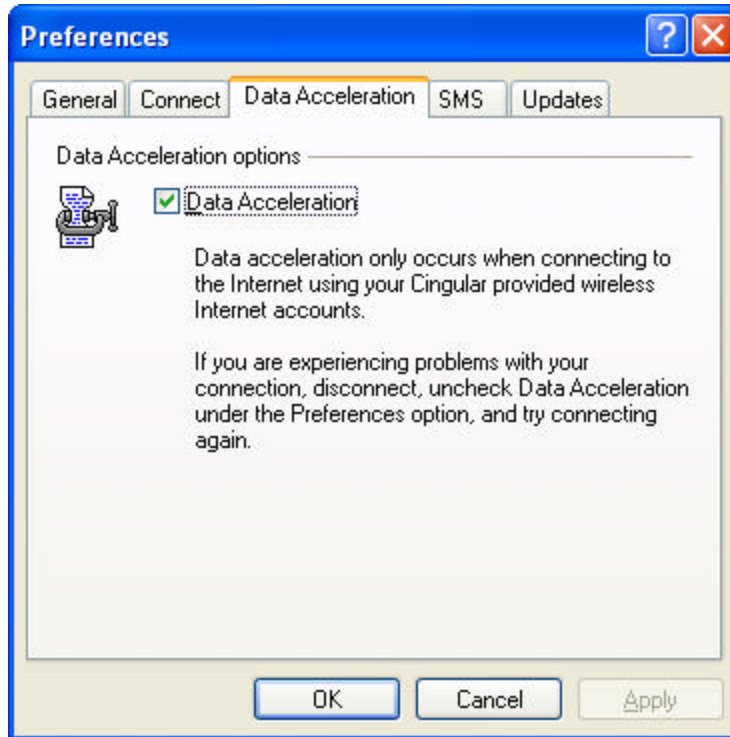 Preferences
General Connect Data Acceleration SMS Updates
Data Acceleration options
Data Acceleration
Data acceleration only occurs when connecting to
the Internet using your Cingular provided wireless
Internet accounts.
If you are experiencing problems with your
connection, disconnect, uncheck Data Acceleration
under the Preferences option, and try connecting
again.
OK Cancel Apply